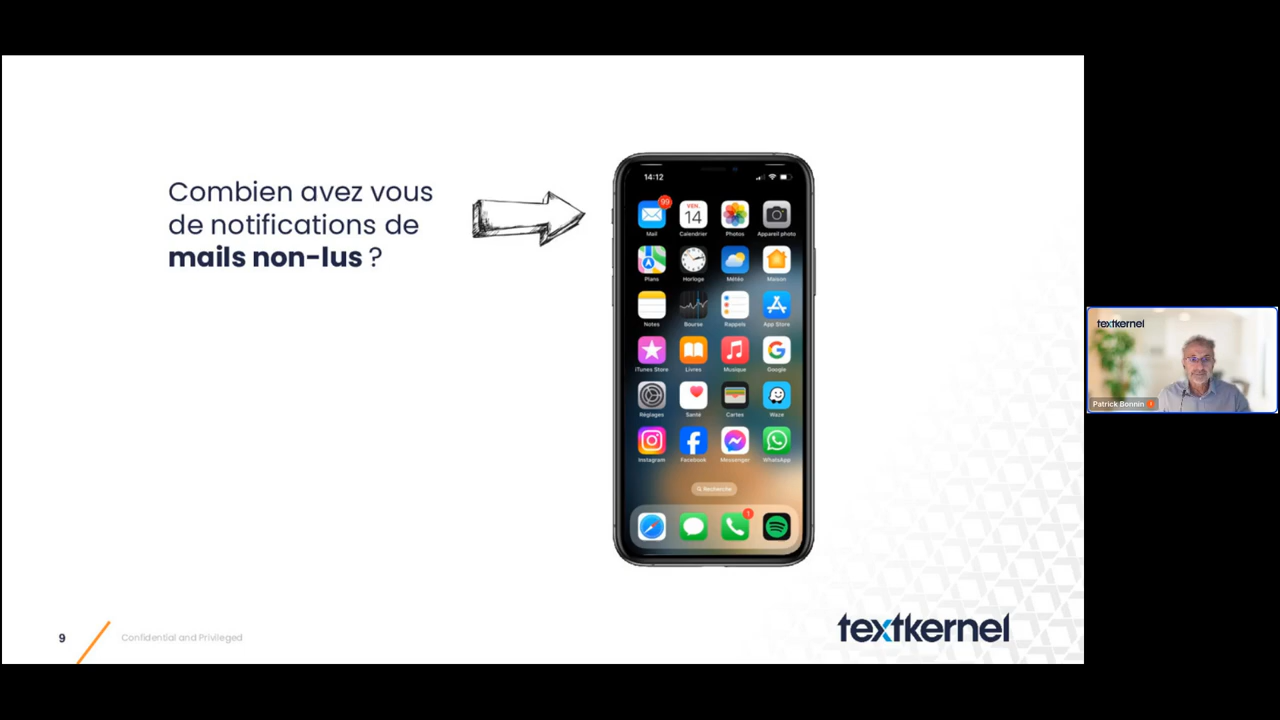 Combien avez vous
de notifications de
mails non-lus ?
14:12
99
VEN.
14
Mail Calendrier Photos Appareil photo
Plans Horloge Météo Maison
Notes Bourse Rappels App Store
iTunes Store Livres Musique Google
Réglages Santé Cartes Waze
Instagram Facebook Messenger WhatsApp
Recherche
1
textkernel
Patrick Bonnin
9
Confidential and Privileged
textkernel